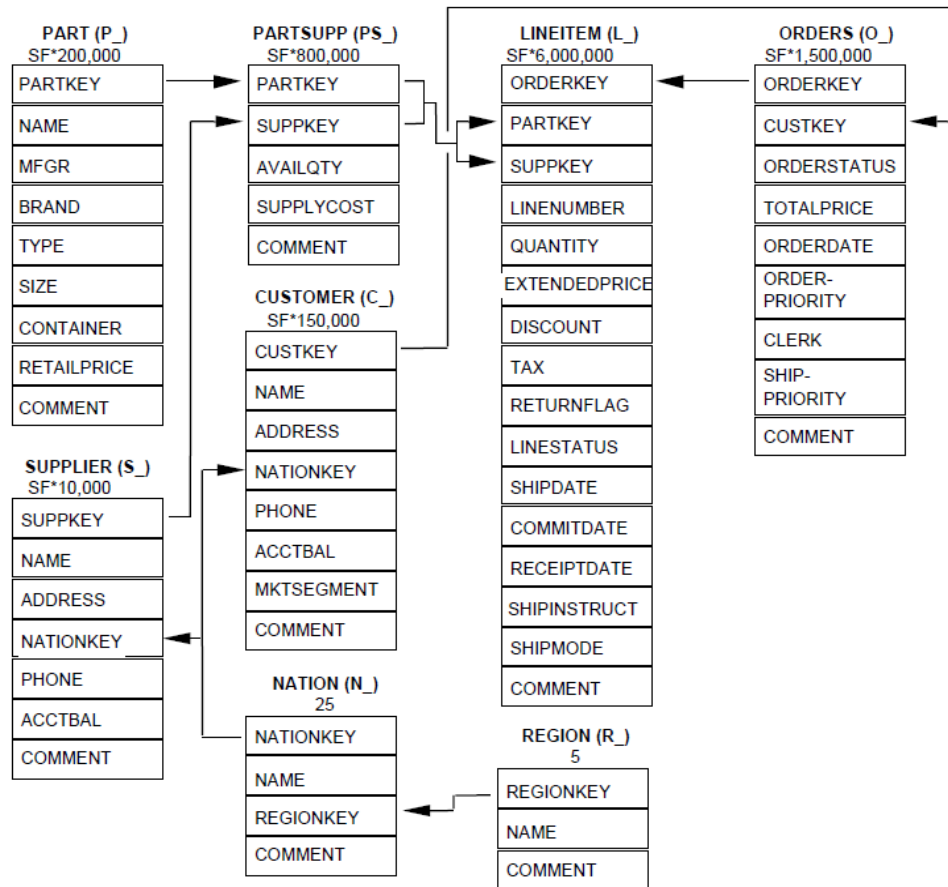 PART (P_)
SF*200,000
PARTKEY
NAME
MFGR
BRAND
TYPE
SIZE
CONTAINER
RETAILPRICE
COMMENT
SUPPLIER (S_)
SF*10,000
SUPPKEY
NAME
ADDRESS
NATIONKEY
PHONE
ACCTBAL
COMMENT
PARTSUPP (PS_)
SF*800,000
PARTKEY
SUPPKEY
AVAILQTY
SUPPLYCOST
COMMENT
CUSTOMER (C_)
SF*150,000
CUSTKEY
NAME
ADDRESS
NATIONKEY
PHONE
ACCTBAL
MKTSEGMENT
COMMENT
NATION (N_)
25
NATIONKEY
NAME
REGIONKEY
COMMENT
LINEITEM (L_)
SF*6,000,000
ORDERKEY
PARTKEY
SUPPKEY
LINENUMBER
QUANTITY
EXTENDEDPRICE
DISCOUNT
TAX
RETURNFLAG
LINESTATUS
SHIPDATE
COMMITDATE
RECEIPTDATE
SHIPINSTRUCT
SHIPMODE
COMMENT
REGION (R_)
5
REGIONKEY
NAME
COMMENT
ORDERS (O_)
SF*1,500,000
ORDERKEY
CUSTKEY
ORDERSTATUS
TOTALPRICE
ORDERDATE
ORDER-
PRIORITY
CLERK
SHIP-
PRIORITY
COMMENT